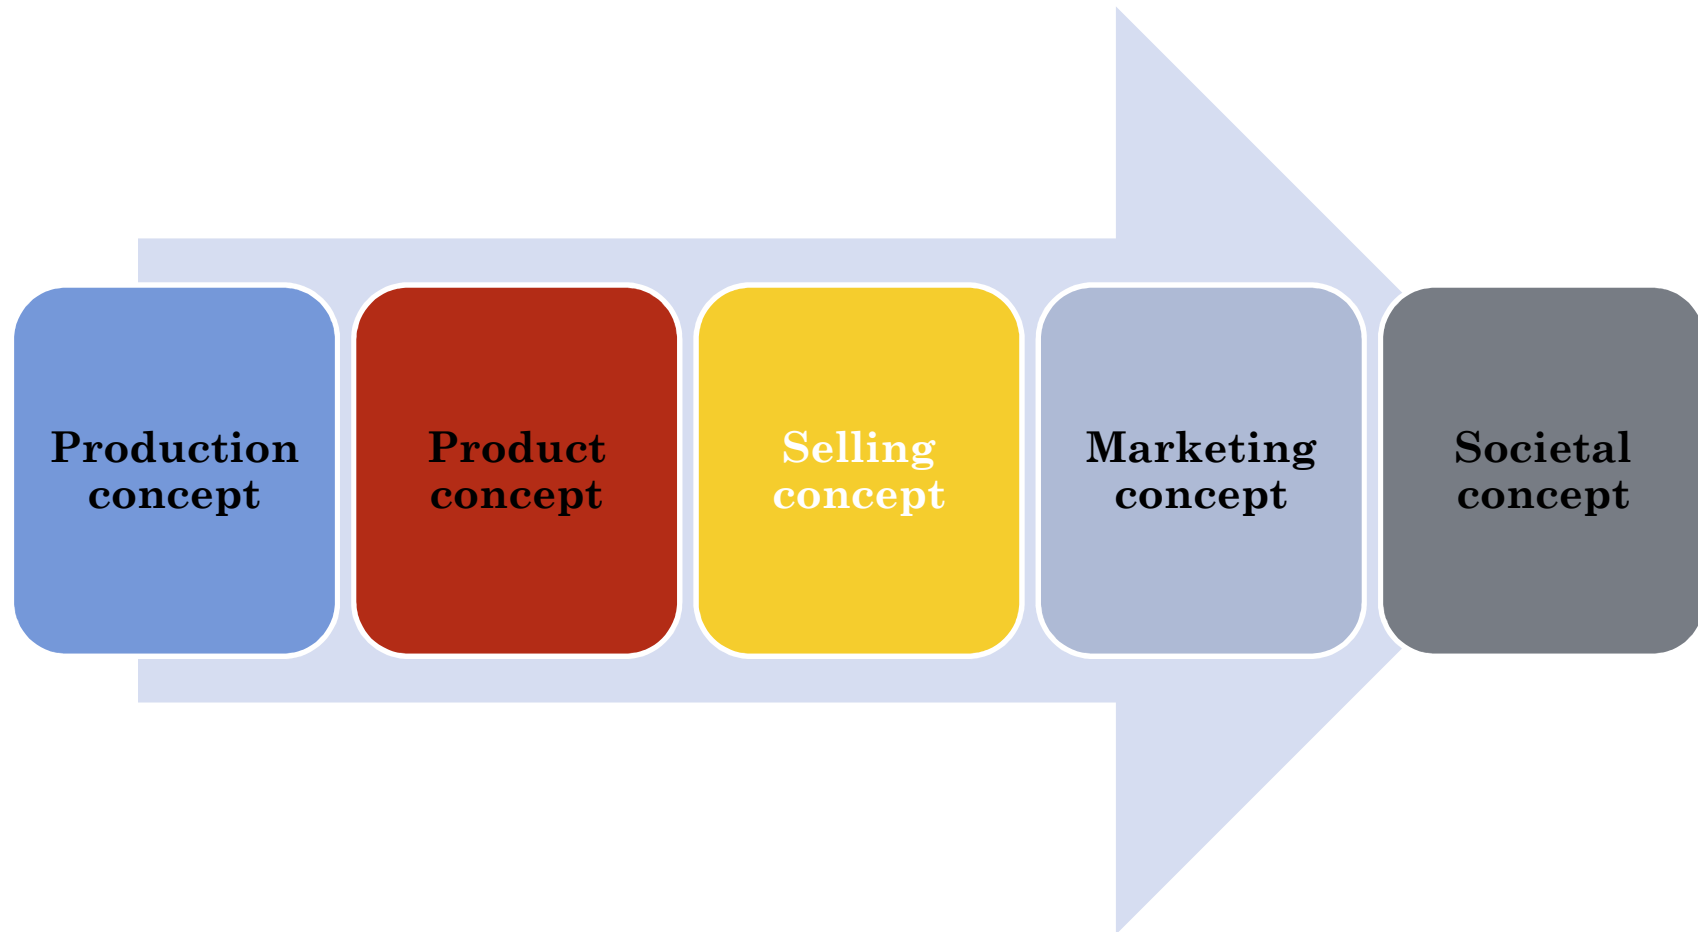 Production
concept
Product
concept
Selling
concept
Marketing
concept
Societal
concept